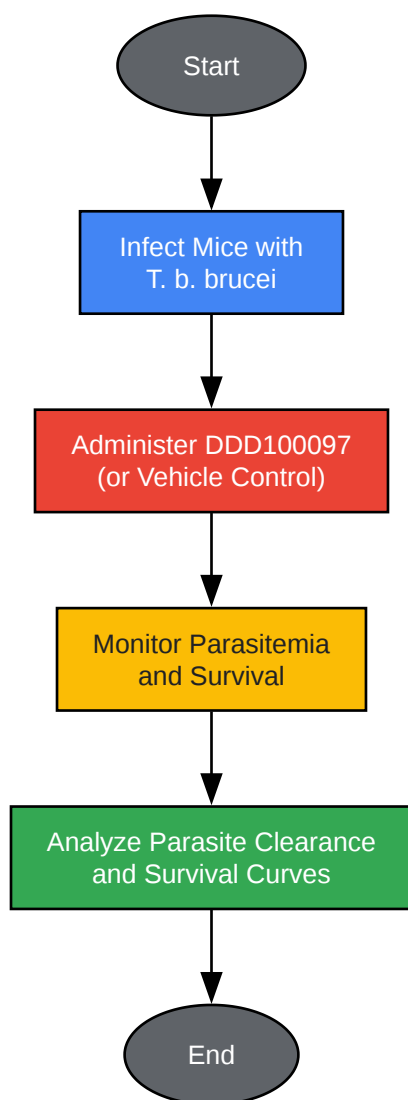 Start
Infect Mice with
T. b. brucei
Administer DDD100097
(or Vehicle Control)
Monitor Parasitemia
and Survival
Analyze Parasite Clearance
and Survival Curves
End